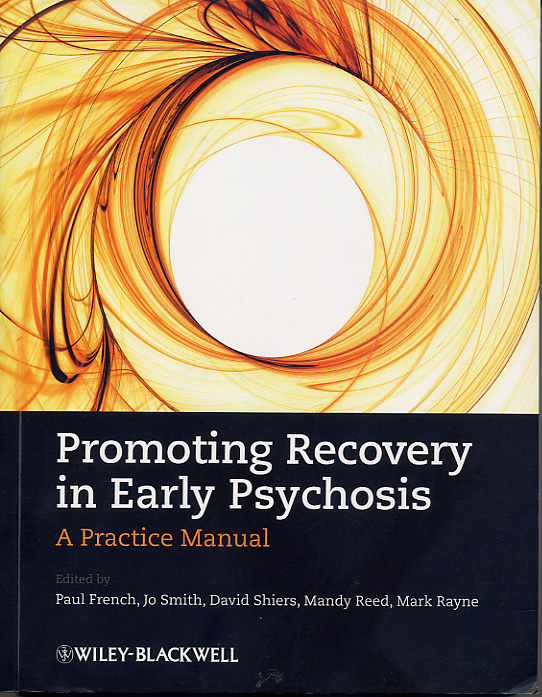 Promoting Recovery
in Early Psychosis
A Practice Manual
Edited by
Paul French, Jo Smith, David Shiers, Mandy Reed, Mark Rayne
WILEY-BLACKWELL